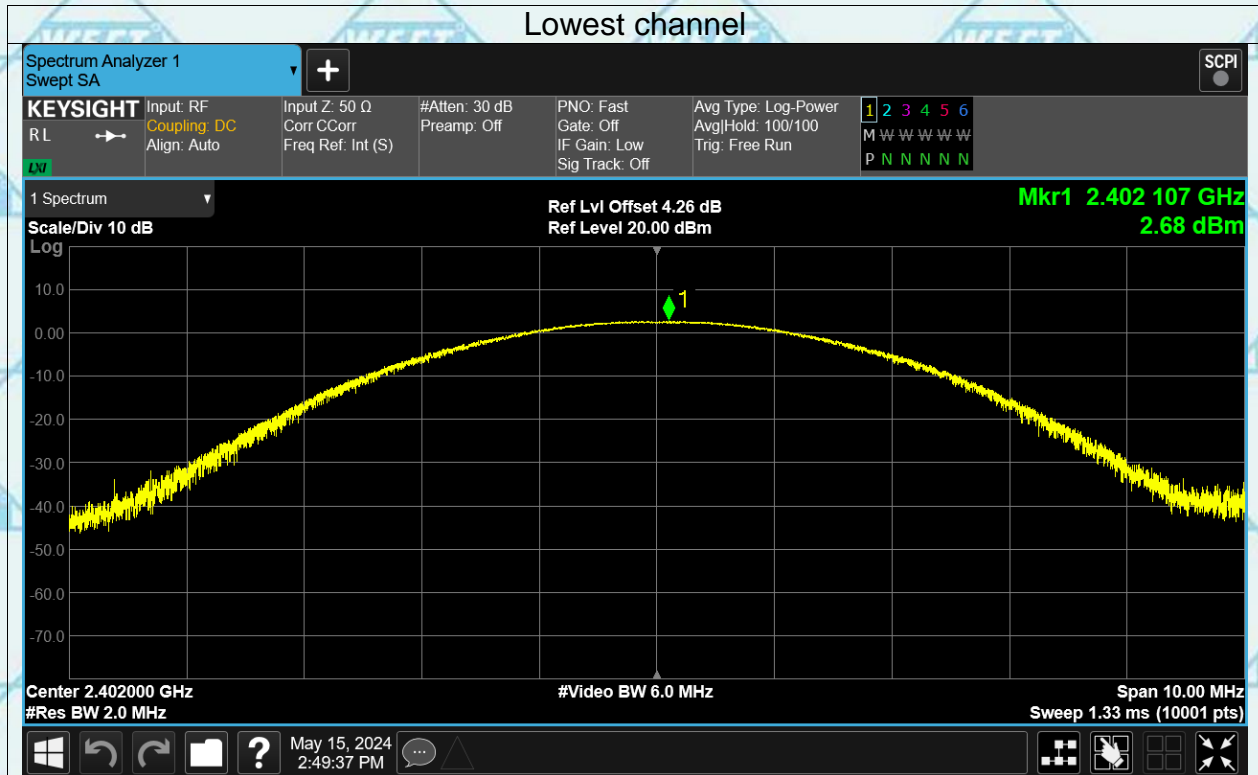 Lowest channel
Spectrum Analyzer 1
Swept SA
SCPI
KEYSIGHT
R L
LXI
Input: RF
Coupling: DC
Align: Auto
Input Z: 50 Ω
Corr CCorr
Freq Ref: Int (S)
#Atten: 30 dB
Preamp: Off
PNO: Fast
Gate: Off
IF Gain: Low
Sig Track: Off
Avg Type: Log-Power
Avg|Hold: 100/100
Trig: Free Run
1 2 3 4 5 6
M W W W W W
P N N N N N
1 Spectrum
Scale/Div 10 dB
Log
Ref Lvl Offset 4.26 dB
Ref Level 20.00 dBm
Mkr1 2.402 107 GHz
2.68 dBm
1
10.0
0.00
-10.0
-20.0
-30.0
-40.0
-50.0
-60.0
-70.0
Center 2.402000 GHz
#Res BW 2.0 MHz
#Video BW 6.0 MHz
Span 10.00 MHz
Sweep 1.33 ms (10001 pts)
?
May 15, 2024
2:49:37 PM